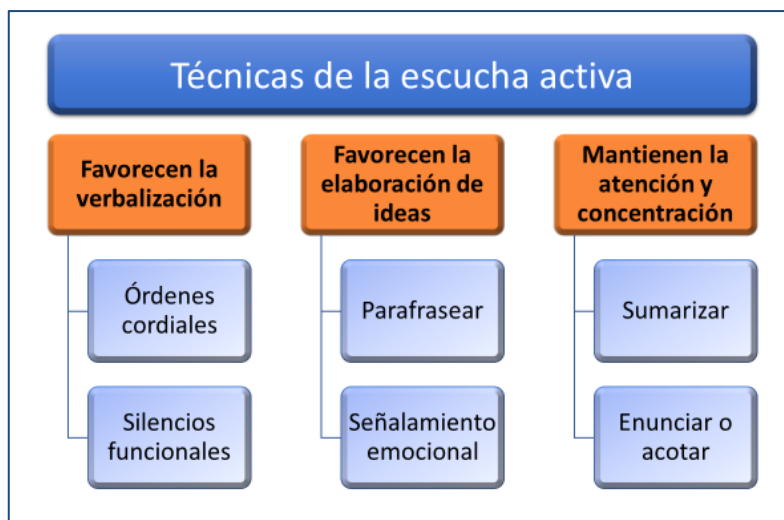 Técnicas de la escucha activa
Favorecen la
verbalización
Órdenes
cordiales
Silencios
funcionales
Favorecen la
elaboración de
ideas
Parafrasear
Señalamiento
emocional
Mantienen la
atención y
concentración
Sumarizar
Enunciar o
acotar